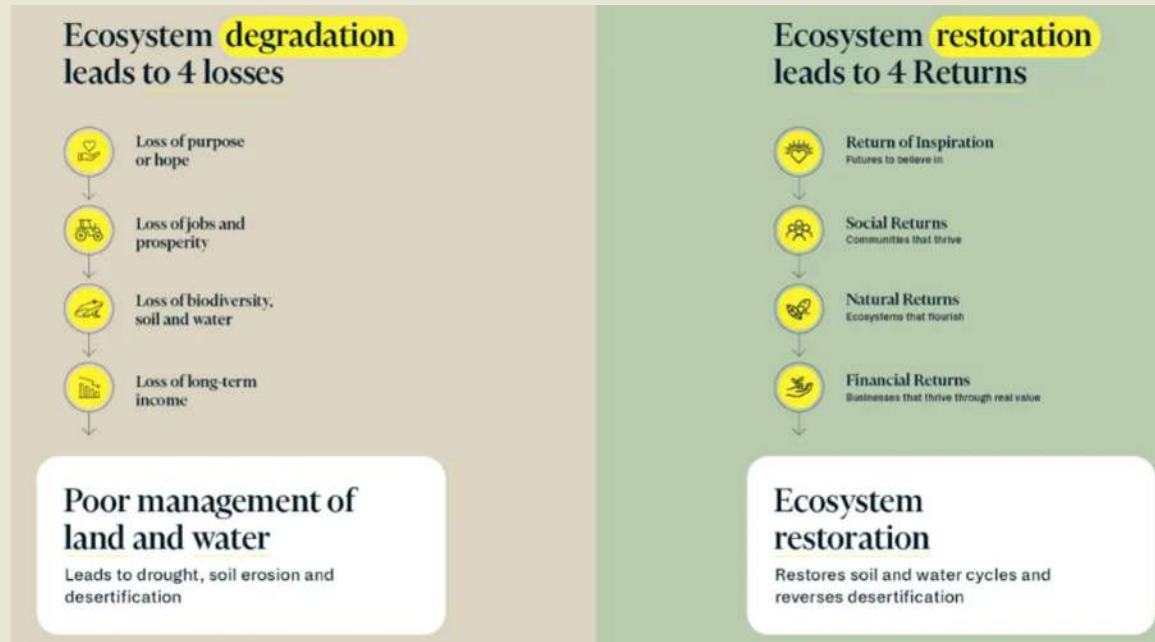 Ecosystem degradation
leads to 4 losses
Loss of purpose
or hope
Loss of jobs and
prosperity
Loss of biodiversity,
soil and water
Loss of long-term
income
Poor management of
land and water
Leads to drought, soil erosion and
desertification
Ecosystem restoration
leads to 4 Returns
Return of Inspiration
Futures to believe in
Social Returns
Communities that thrive
Natural Returns
Ecosystems that flourish
Financial Returns
Businesses that thrive through real value
Ecosystem
restoration
Restores soil and water cycles and
reverses desertification